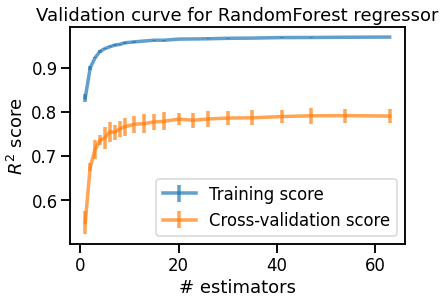 Validation curve for RandomForest regressor
R² score
0.9
0.8
0.7
0.6
Training score
Cross-validation score
0 20 40 60
# estimators